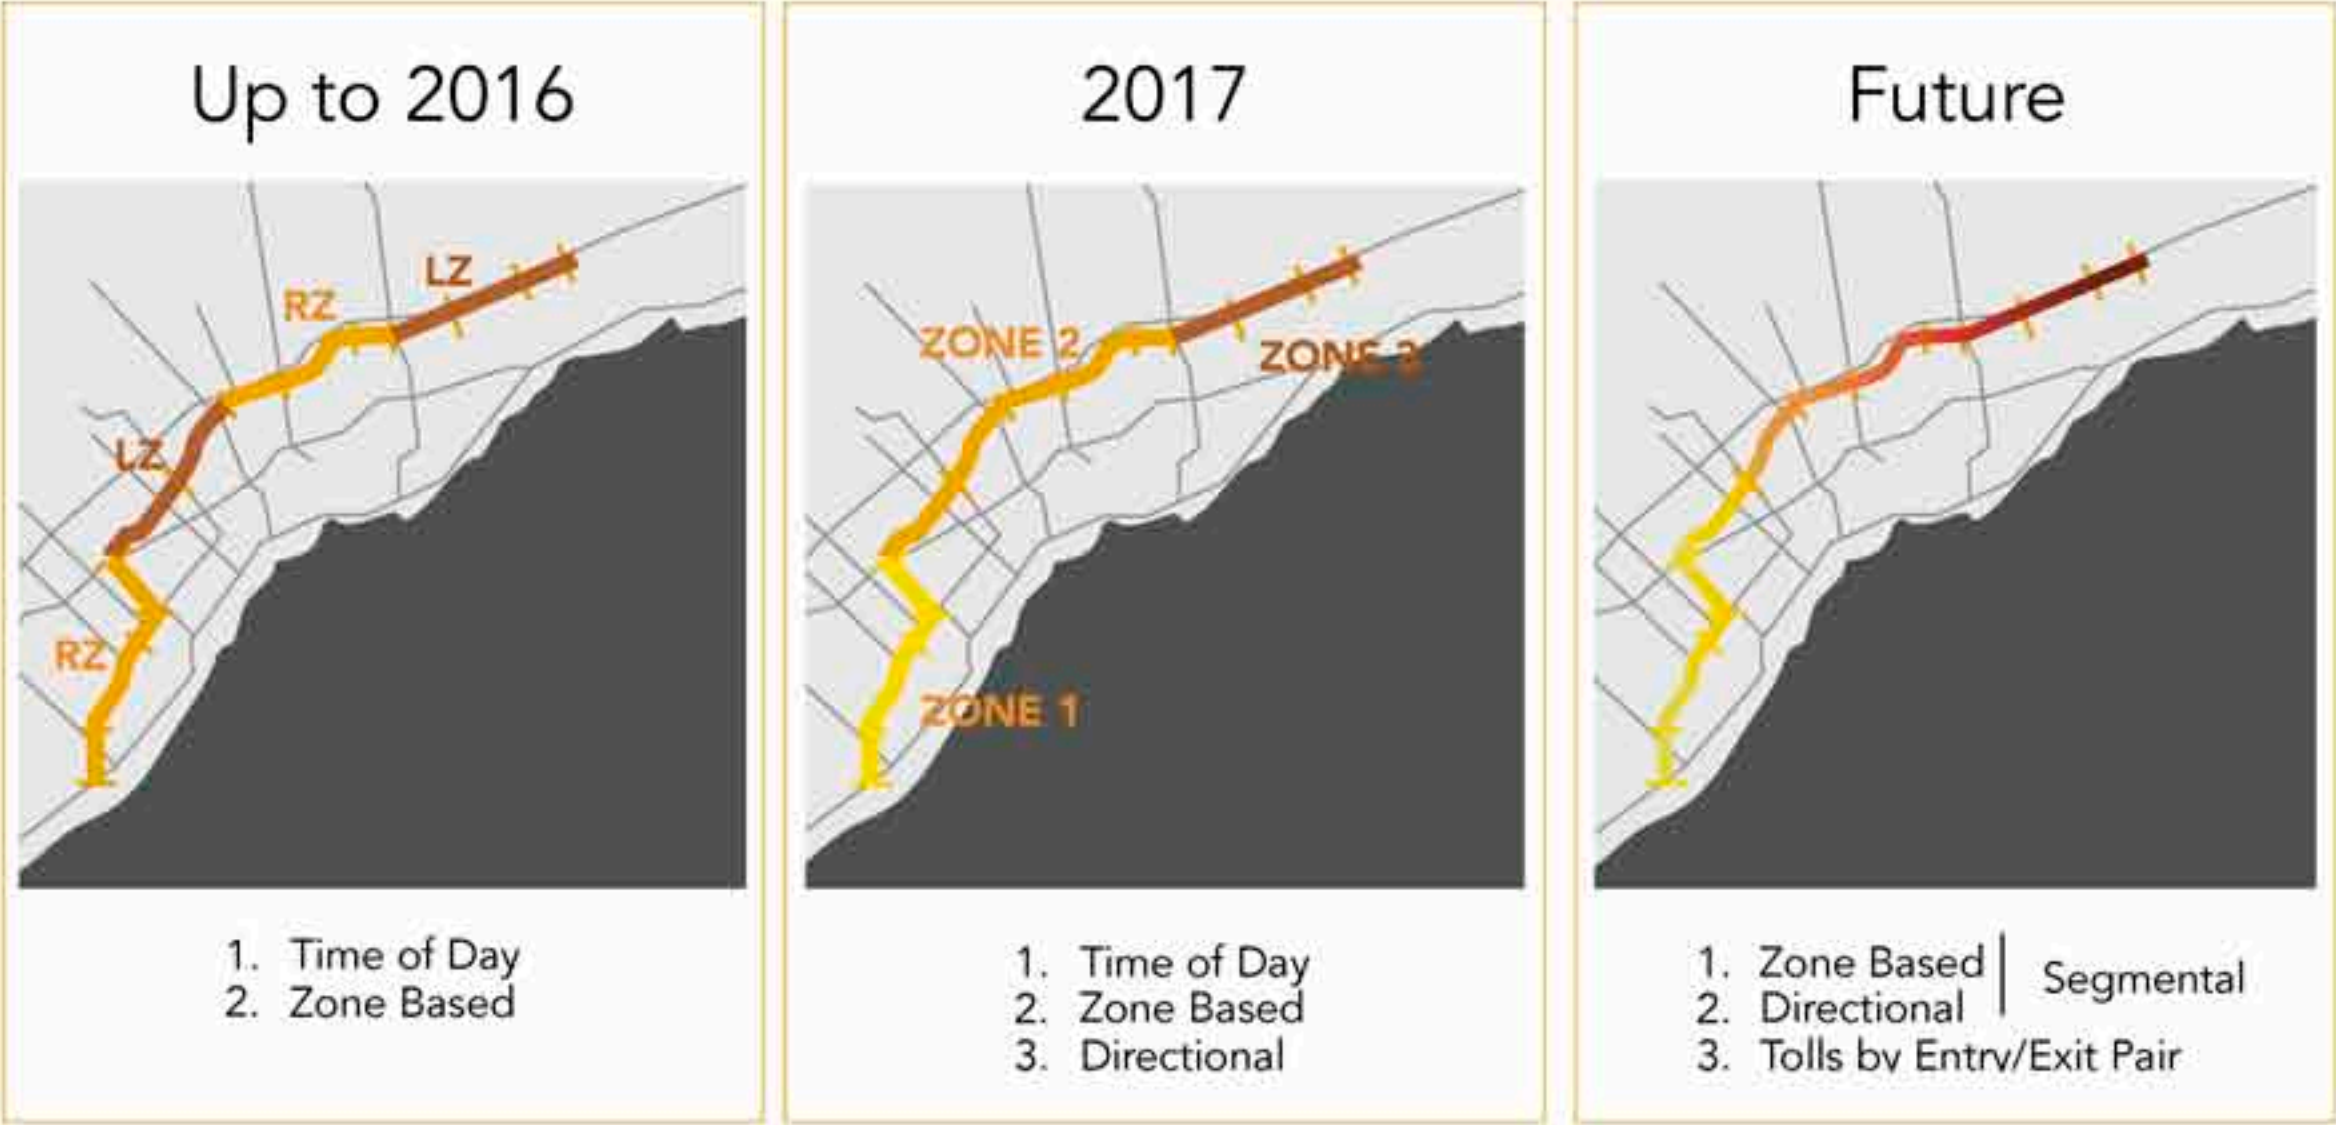 Up to 2016
LZ
RZ
LZ
RZ
1. Time of Day
2. Zone Based
2017
ZONE 2
ZONE 3
ZONE 1
1. Time of Day
2. Zone Based
3. Directional
Future
1. Zone Based
2. Directional
Segmental
3. Tolls by Entry/Exit Pair